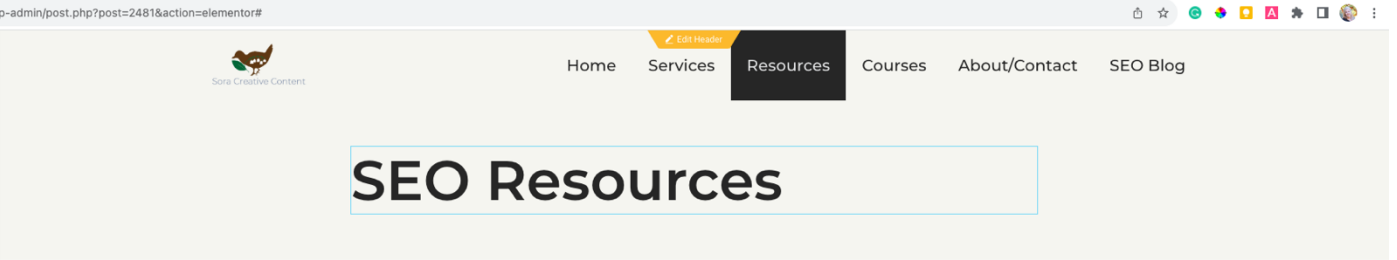 p-admin/post.php?post=2481&action=elementor#
Edit Header
Sora Creative Content
Home Services Resources Courses About/Contact SEO Blog
SEO Resources